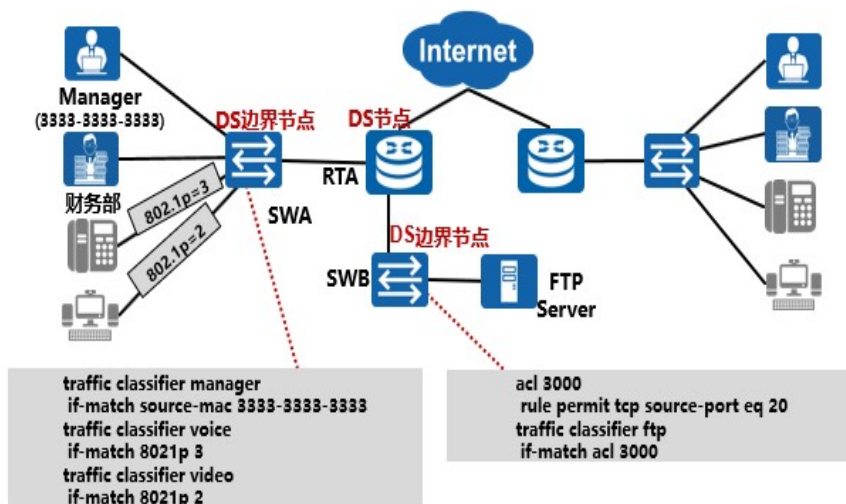 Internet
Manager
(3333-3333-3333)
DS边界节点
DS节点
财务部
802.1p=3
802.1p=2
RTA
SWA
DS边界节点
SWB
FTP
Server
traffic classifier manager
if-match source-mac 3333-3333-3333
traffic classifier voice
if-match 8021p 3
traffic classifier video
if-match 8021p 2
acl 3000
rule permit tcp source-port eq 20
traffic classifier ftp
if-match acl 3000